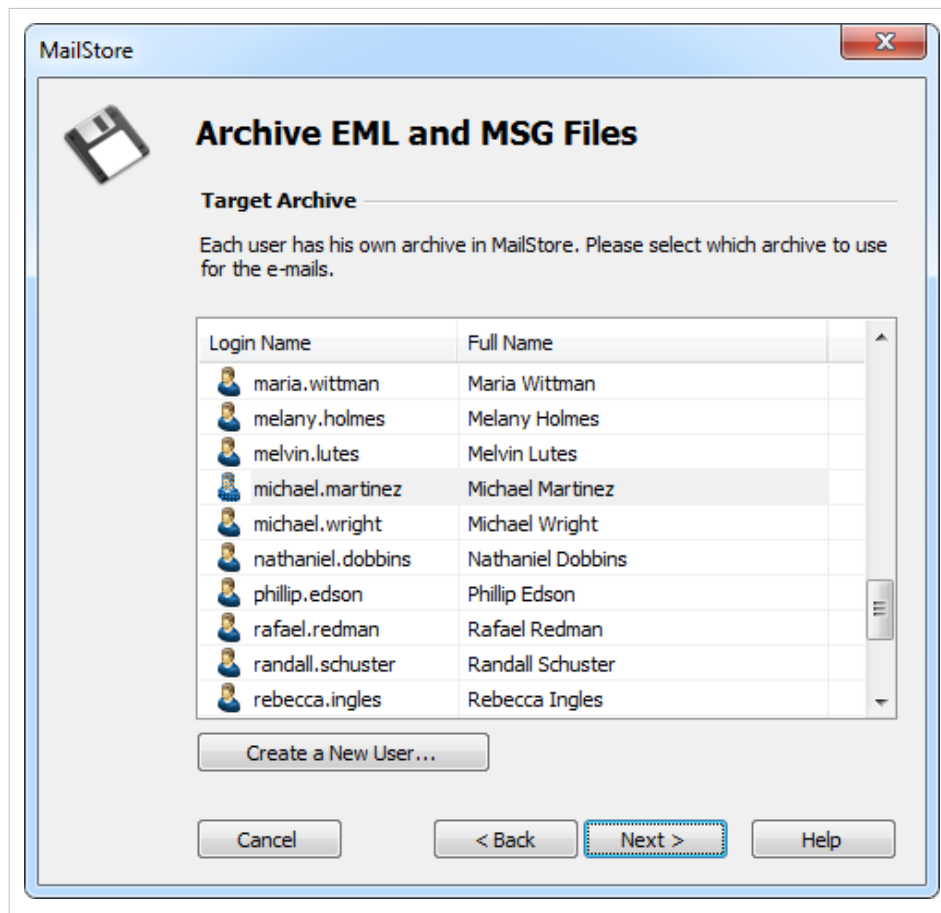 MailStore
Archive EML and MSG Files
Target Archive
Each user has his own archive in MailStore. Please select which archive to use
for the e-mails.
Login Name Full Name
maria.wittman Maria Wittman
melany.holmes Melany Holmes
melvin.lutes Melvin Lutes
michael.martinez Michael Martinez
michael.wright Michael Wright
nathaniel.dobbins Nathaniel Dobbins
phillip.edson Phillip Edson
rafael.redman Rafael Redman
randall.schuster Randall Schuster
rebecca.ingles Rebecca Ingles
Create a New User...
Cancel < Back Next > Help